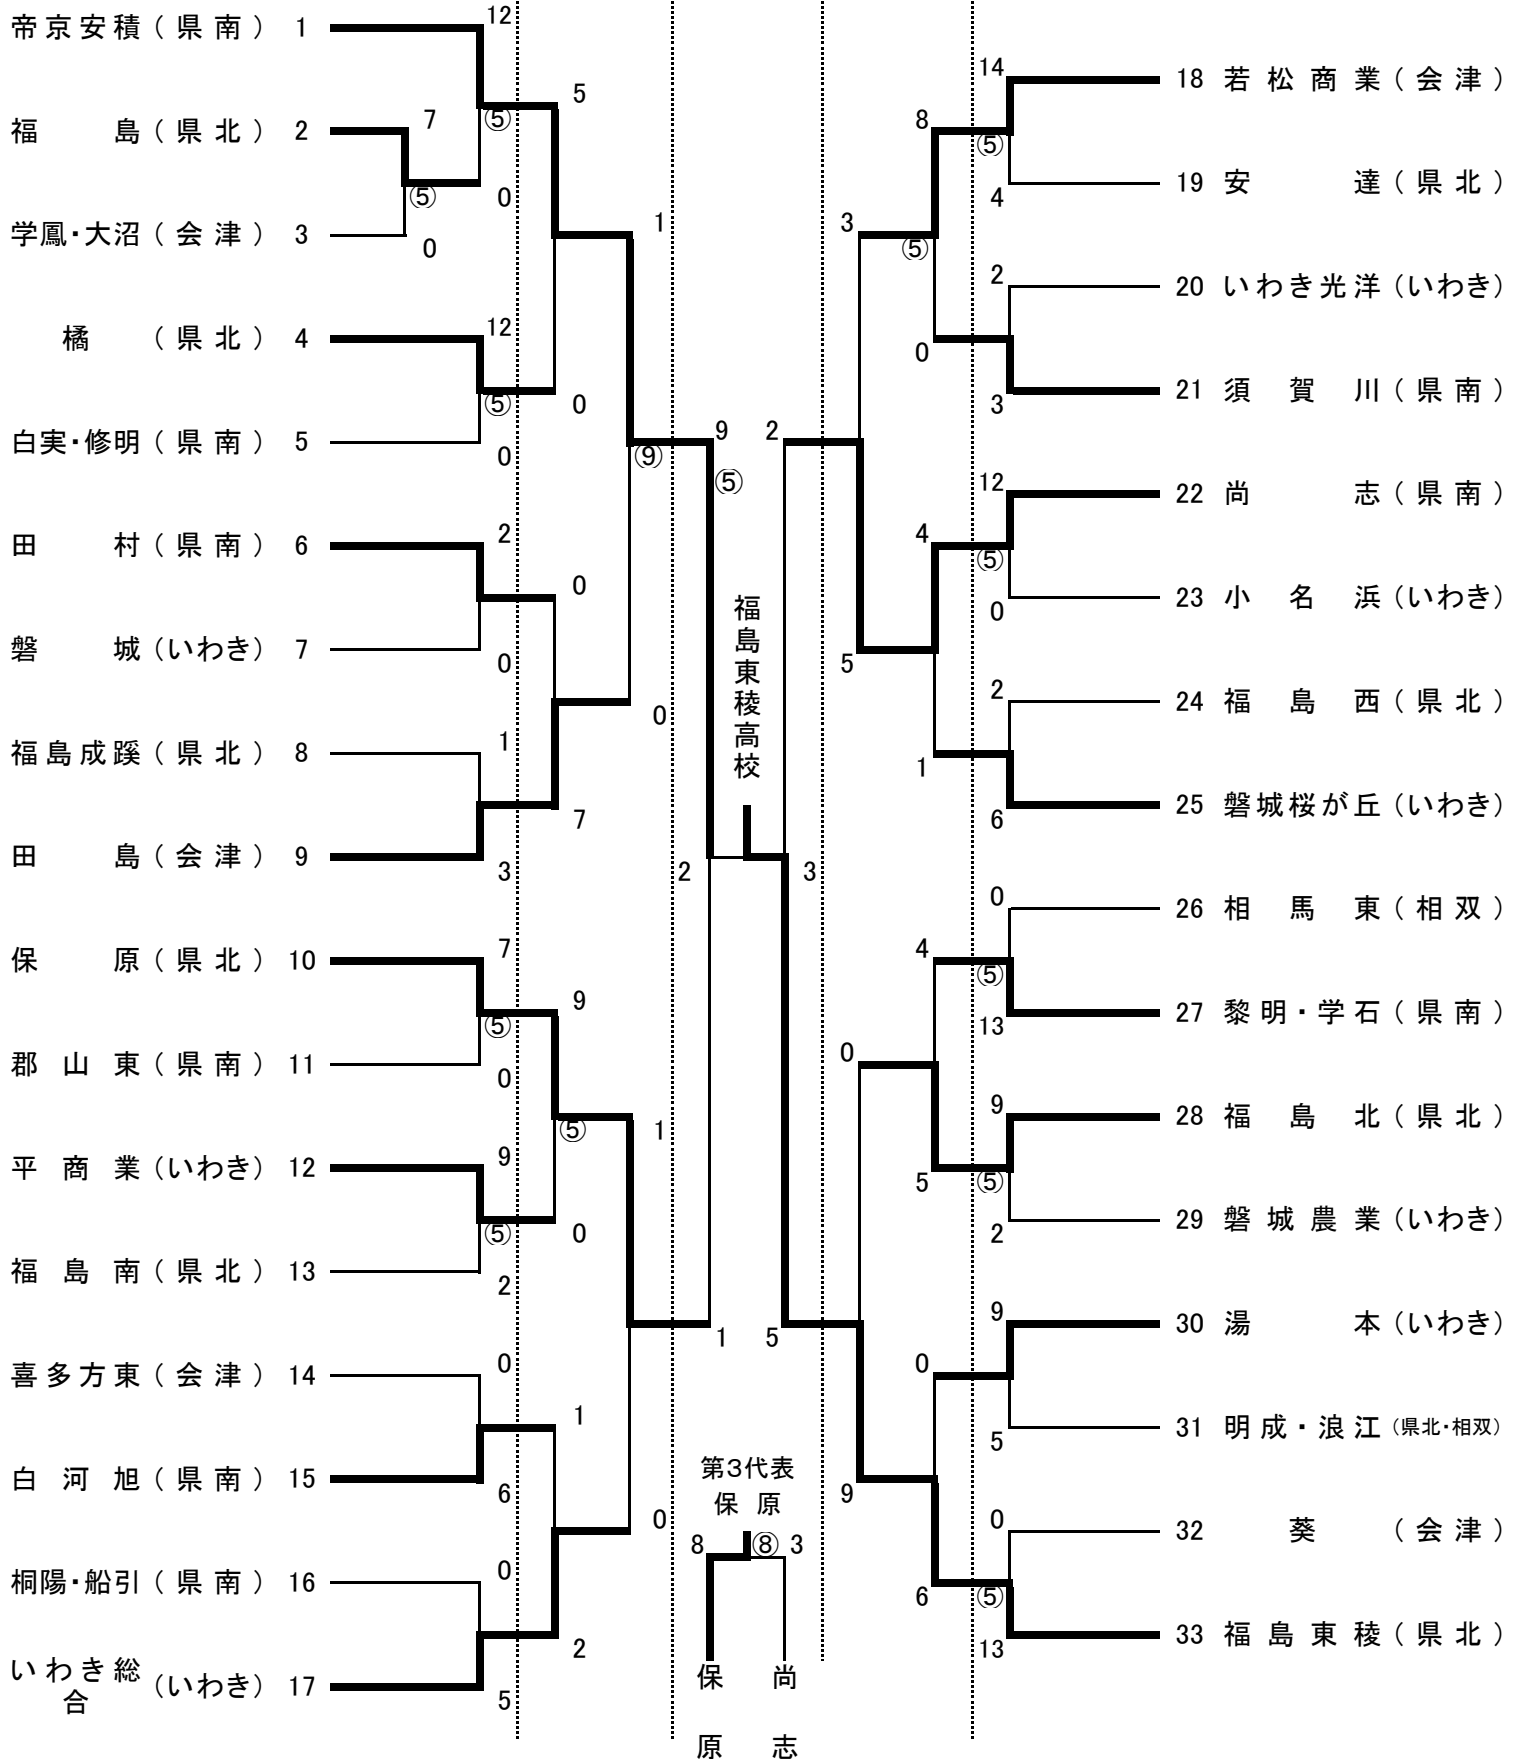 帝京安積（県南） 1
福島（県北） 2
学鳳・大沼（会津） 3
橘（県北） 4
白実・修明（県南） 5
田村（県南） 6
磐城（いわき） 7
福島成蹊（県北） 8
田島（会津） 9
保原（県北） 10
郡山東（県南） 11
平商業（いわき） 12
福島南（県北） 13
喜多方東（会津） 14
白河旭（県南） 15
桐陽・船引（県南） 16
いわき総
合（いわき） 17
7
⑤
0
12
⑤
0
12
⑤
0
2
0
1
3
7
⑤
0
9
⑤
2
0
6
0
5
5
0
0
7
9
⑤
0
1
2
1
⑨
0
1
0
9
⑤
1
2
福島東稜高校
3
2
5
第3代表
保原
8
⑧
3
保原
尚志
3
5
0
9
8
⑤
0
4
1
4
5
0
6
14
⑤
4
2
3
12
⑤
0
2
6
0
⑤
13
9
⑤
2
9
5
0
⑤
13
18 若松商業（会津）
19 安達（県北）
20 いわき光洋（いわき）
21 須賀川（県南）
22 尚志（県南）
23 小名浜（いわき）
24 福島西（県北）
25 磐城桜が丘（いわき）
26 相馬東（相双）
27 黎明・学石（県南）
28 福島北（県北）
29 磐城農業（いわき）
30 湯本（いわき）
31 明成・浪江（県北・相双）
32 葵（会津）
33 福島東稜（県北）